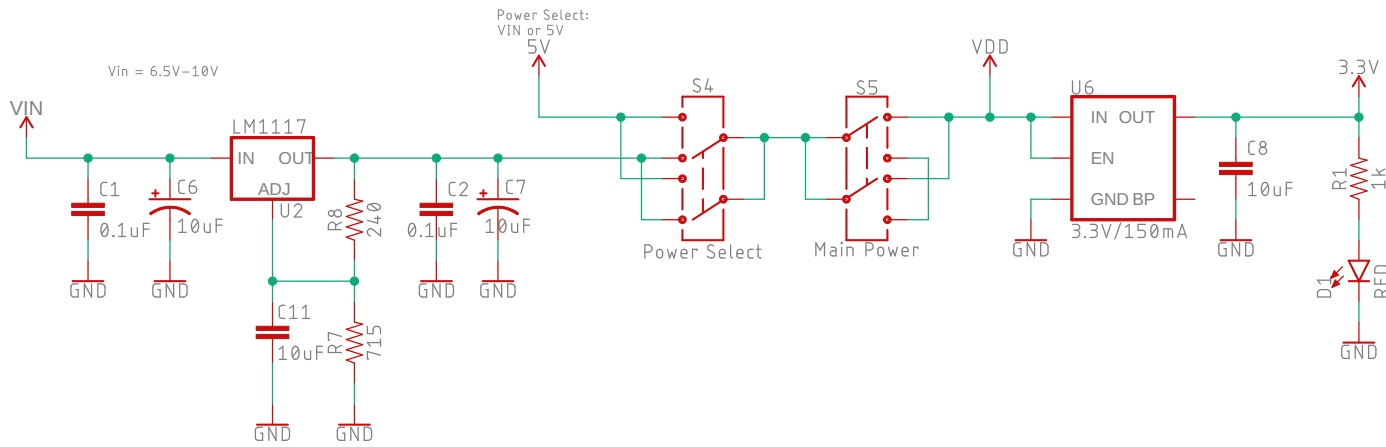 Power Select:
VIN or 5V
5V
Vin = 6.5V-10V
VIN
LM1117
IN
OUT
ADJ
U2
C1
0.1uF
C6
10uF
GND
GND
R8
240
C2
0.1uF
C7
10uF
GND
GND
C11
10uF
R7
715
GND
GND
S4
Power Select
S5
Main Power
VDD
U6
IN
OUT
EN
GND
BP
3.3V/150mA
GND
C8
10uF
GND
3.3V
R1
1k
D1
RED
GND